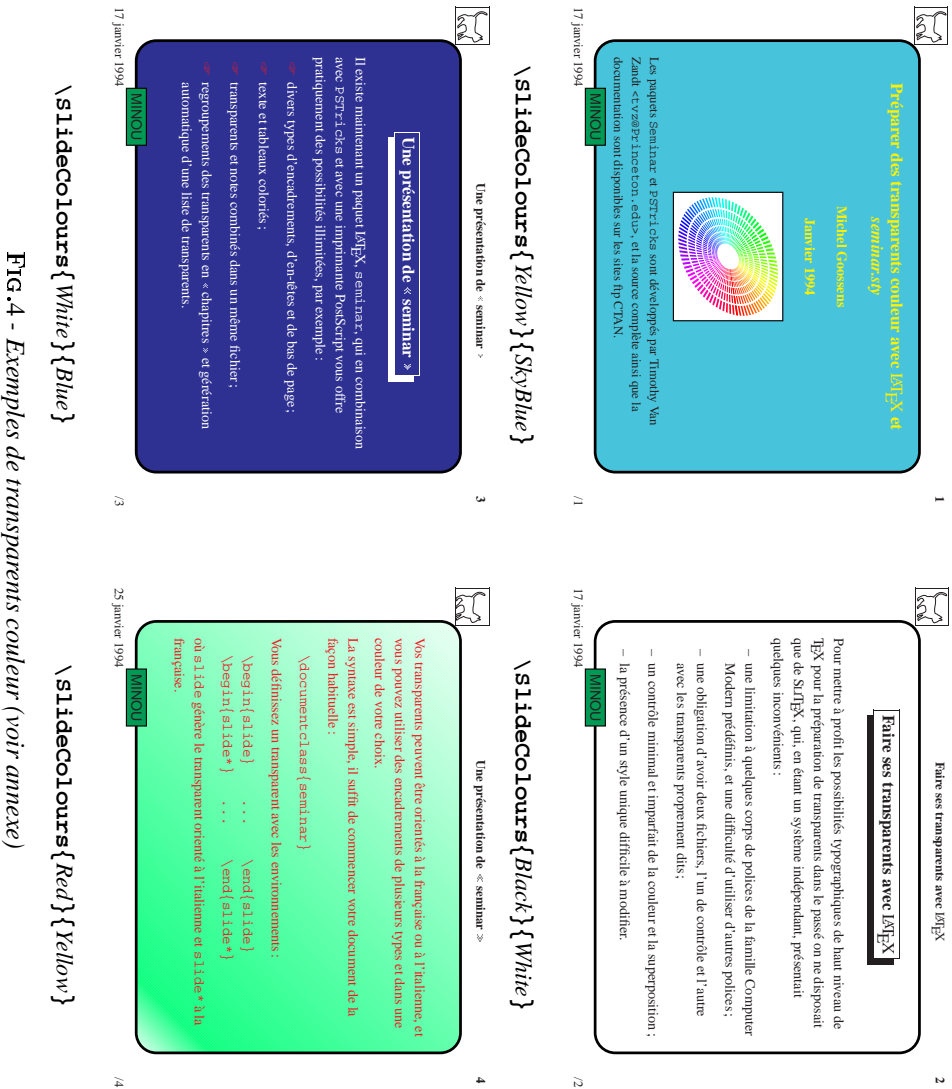 1
Préparer des transparents couleur avec LATEX et
seminar.sty
Michel Goossens
Janvier 1994
Les paquets Seminar et PSTricks sont développés par Timothy Van
Zandt <tvz@Princeton.edu>, et la source complète ainsi que la
documentation sont disponibles sur les sites ftp CTAN.
MINOU
17 janvier 1994
/1
\slideColours{Yellow}{SkyBlue}
Faire ses transparents avec LATEX
2
Faire ses transparents avec LATEX
Pour mettre à profit les possibilités typographiques de haut niveau de
TEX pour la préparation de transparents dans le passé on ne disposait
que de SLITEX, qui, en étant un système indépendant, présentait
quelques inconvénients :
– une limitation à quelques corps de polices de la famille Computer
Modern prédéfinis, et une difficulté d'utiliser d'autres polices ;
– une obligation d'avoir deux fichiers, l'un de contrôle et l'autre
avec les transparents proprement dits ;
– un contrôle minimal et imparfait de la couleur et la superposition ;
– la présence d'un style unique difficile à modifier.
MINOU
17 janvier 1994
/2
\slideColours{Black}{White}
Une présentation de « seminar »
3
Une présentation de « seminar »
Il existe maintenant un paquet LATEX, seminar, qui en combinaison
avec PSTricks et avec une imprimante PostScript vous offre
pratiquement des possibilités illimitées, par exemple :
☞ divers types d'encadrements, d'en-têtes et de bas de page ;
☞ texte et tableaux coloriés ;
☞ transparents et notes combinés dans un même fichier ;
☞ regroupements des transparents en « chapitres » et gérération
automatique d'une liste de transparents.
MINOU
17 janvier 1994
/3
\slideColours{White}{Blue}
Une présentation de « seminar »
4
Vos transparents peuvent être orientés à la française ou à l'italienne, et
vous pouvez utiliser des encadrements de plusieurs types et dans une
couleur de votre choix.
La syntaxe est simple, il suffit de commencer votre document de la
façon habituelle :
\documentclass{seminar}
Vous définissez un transparent avec les environnements :
\begin{slide} ... \end{slide}
\begin{slide*} ... \end{slide*}
où slide génère le transparent orienté à l'italienne et slide* à la
française.
MINOU
25 janvier 1994
/4
\slideColours{Red}{Yellow}
FIG.4 - Exemples de transparents couleur (voir annexe)